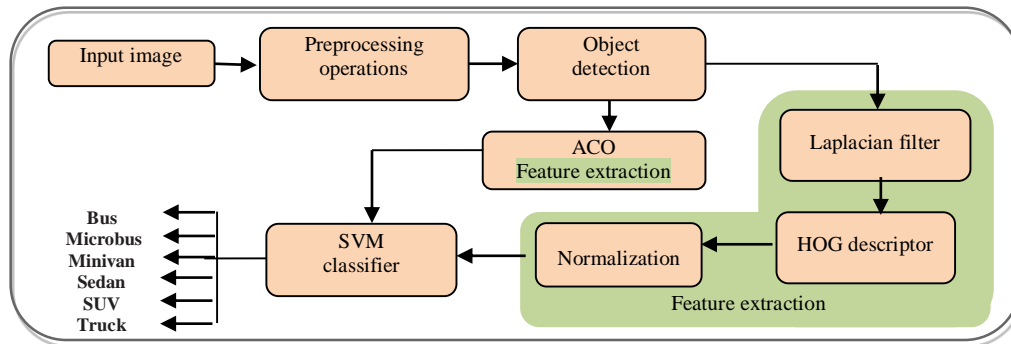 Input image
Preprocessing
operations
Object
detection
ACO
Feature extraction
Laplacian filter
HOG descriptor
Normalization
Feature extraction
SVM
classifier
Bus
Microbus
Minivan
Sedan
SUV
Truck